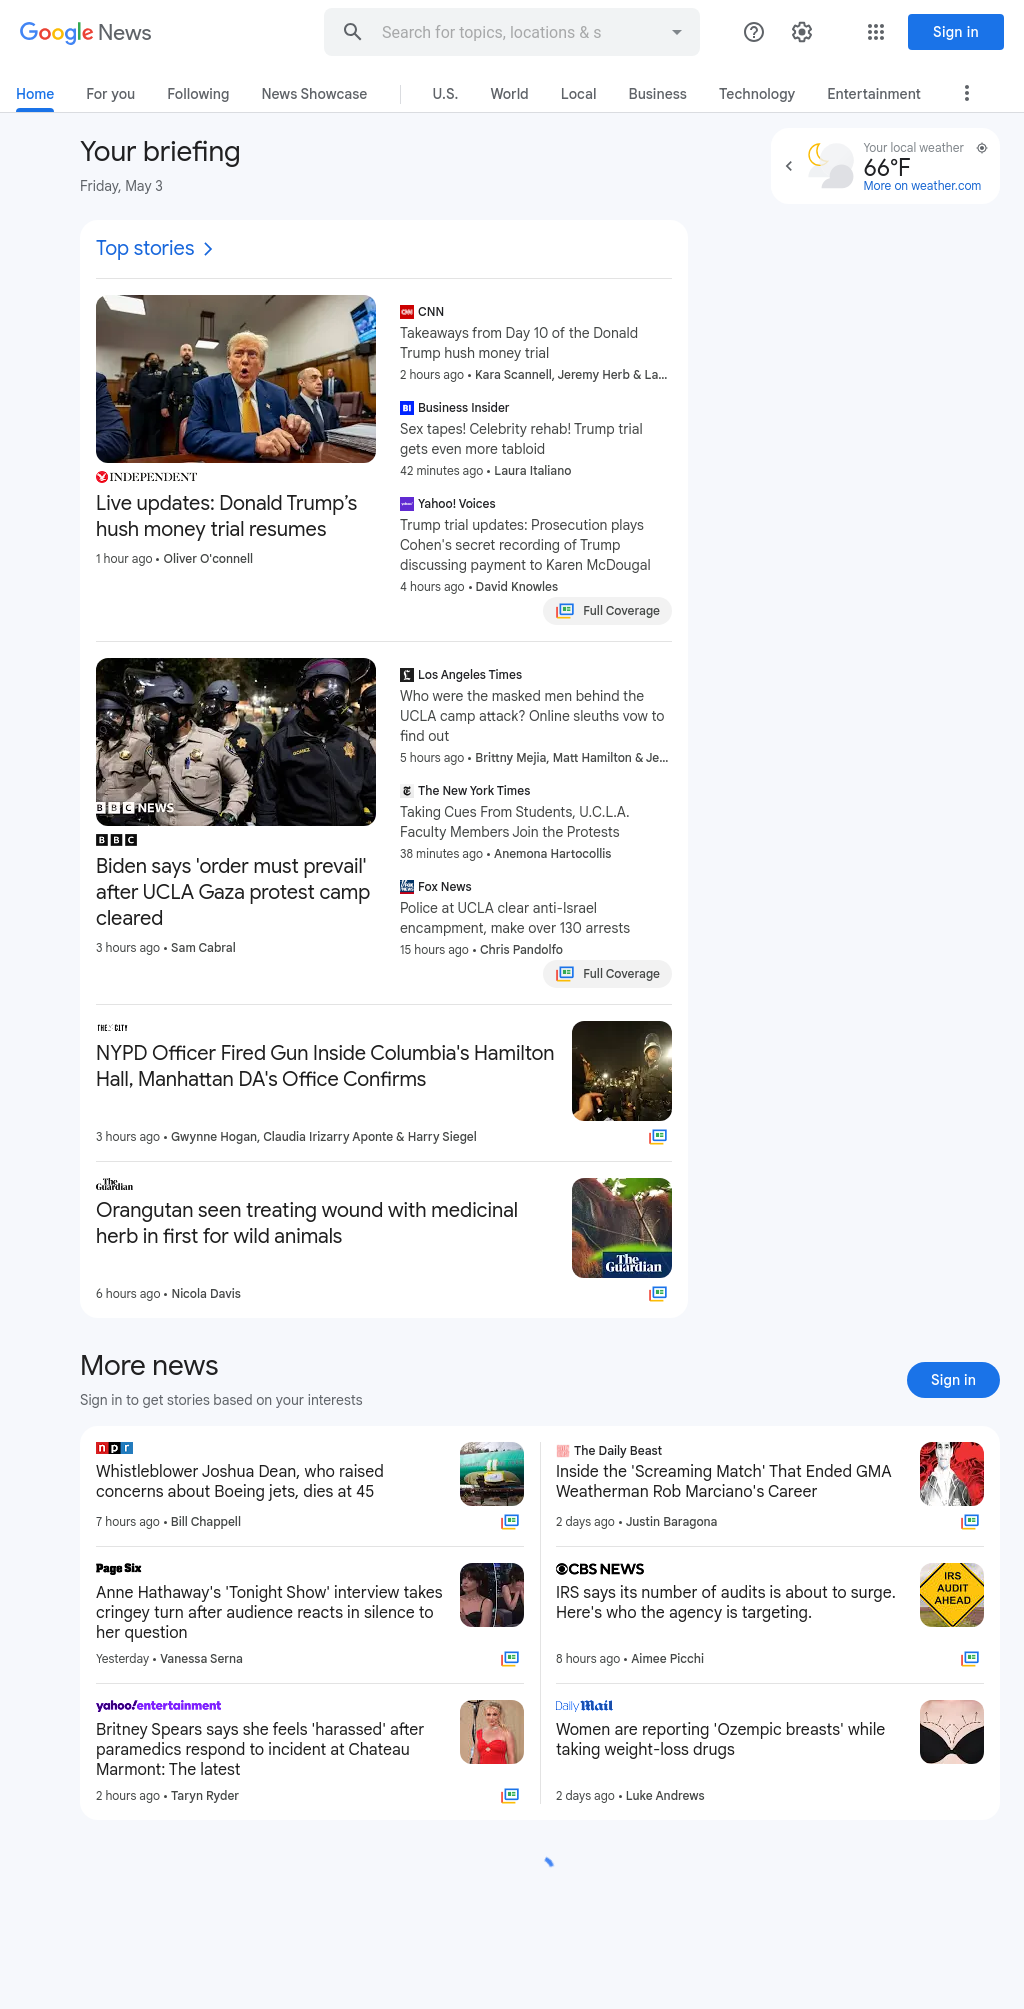 Google News
Search for topics, locations & s
Sign in
Home
For you
Following
News Showcase
U.S.
World
Local
Business
Technology
Entertainment
Your briefing
Friday, May 3
Your local weather
66°F
More on weather.com
Top stories
INDEPENDENT
Live updates: Donald Trump’s
hush money trial resumes
1 hour ago • Oliver O'connell
CNN
CNN
Takeaways from Day 10 of the Donald
Trump hush money trial
2 hours ago • Kara Scannell, Jeremy Herb & La...
BI
Business Insider
Sex tapes! Celebrity rehab! Trump trial
gets even more tabloid
42 minutes ago • Laura Italiano
Yahoo! Voices
Trump trial updates: Prosecution plays
Cohen's secret recording of Trump
discussing payment to Karen McDougal
4 hours ago • David Knowles
Full Coverage
GOMEZ
BBC NEWS
BBC
Biden says 'order must prevail'
after UCLA Gaza protest camp
cleared
3 hours ago • Sam Cabral
Los Angeles Times
Who were the masked men behind the
UCLA camp attack? Online sleuths vow to
find out
5 hours ago • Brittny Mejia, Matt Hamilton & Je...
The New York Times
Taking Cues From Students, U.C.L.A.
Faculty Members Join the Protests
38 minutes ago • Anemona Hartocollis
Fox News
Police at UCLA clear anti-Israel
encampment, make over 130 arrests
15 hours ago • Chris Pandolfo
Full Coverage
THE CITY
NYPD Officer Fired Gun Inside Columbia's Hamilton
Hall, Manhattan DA's Office Confirms
3 hours ago • Gwynne Hogan, Claudia Irizarry Aponte & Harry Siegel
The
Guardian
Orangutan seen treating wound with medicinal
herb in first for wild animals
The
Guardian
6 hours ago • Nicola Davis
More news
Sign in to get stories based on your interests
Sign in
npr
Whistleblower Joshua Dean, who raised
concerns about Boeing jets, dies at 45
7 hours ago • Bill Chappell
The Daily Beast
Inside the 'Screaming Match' That Ended GMA
Weatherman Rob Marciano's Career
2 days ago • Justin Baragona
Page Six
Anne Hathaway's 'Tonight Show' interview takes
cringey turn after audience reacts in silence to
her question
Yesterday • Vanessa Serna
CBS NEWS
IRS says its number of audits is about to surge.
Here's who the agency is targeting.
IRS
AUDIT
AHEAD
8 hours ago • Aimee Picchi
yahoo!entertainment
Britney Spears says she feels 'harassed' after
paramedics respond to incident at Chateau
Marmont: The latest
2 hours ago • Taryn Ryder
Daily Mail
Women are reporting 'Ozempic breasts' while
taking weight-loss drugs
2 days ago • Luke Andrews